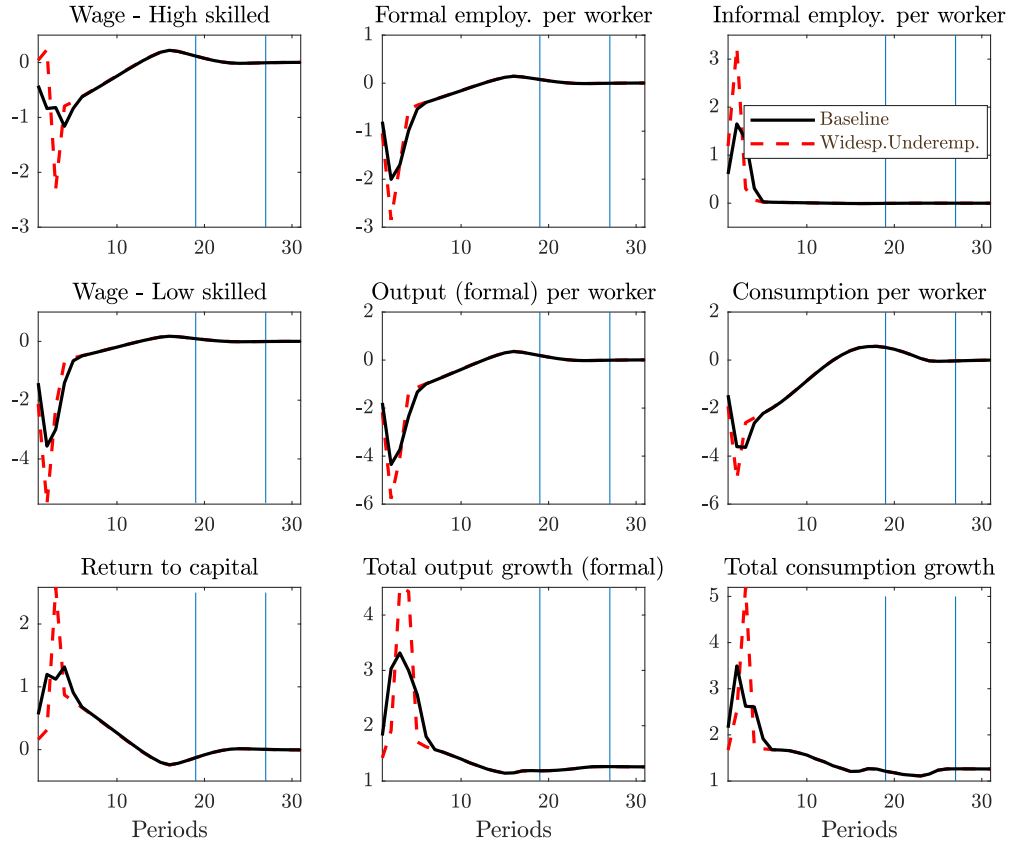 Wage - High skilled
Formal employ. per worker
Informal employ. per worker
0
-1
-2
-3
10 20 30
1
0
-1
-2
-3
10 20 30
3
2
1
0
10 20 30
Baseline
Widesp.Underemp.
Wage - Low skilled
Output (formal) per worker
Consumption per worker
0
-2
-4
10 20 30
2
0
-2
-4
-6
10 20 30
2
0
-2
-4
-6
10 20 30
Return to capital
Total output growth (formal)
Total consumption growth
2
1
0
10 20 30
4
3
2
1
10 20 30
5
4
3
2
1
10 20 30
Periods
Periods
Periods